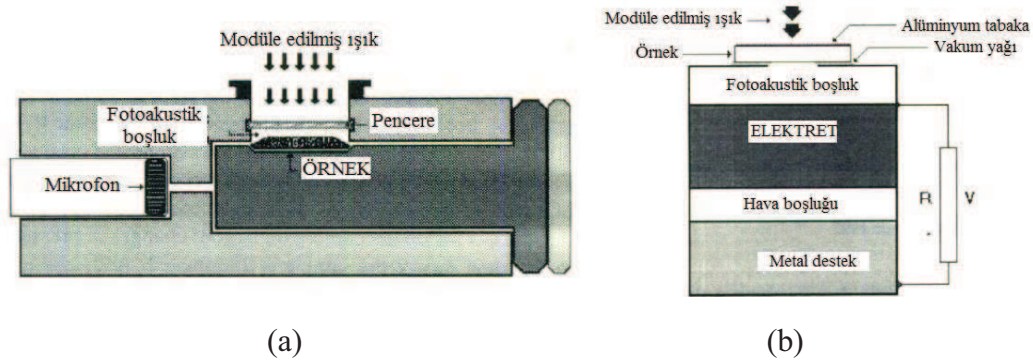 Modüle edilmiş ışık
Fotoakustik
boşluk
Pencere
ÖRNEK
Mikrofon
(a)
Modüle edilmiş ışık
Alüminyum tabaka
Örnek
Vakum yağı
Fotoakustik boşluk
ELEKTRET
Hava boşluğu
R
V
Metal destek
(b)